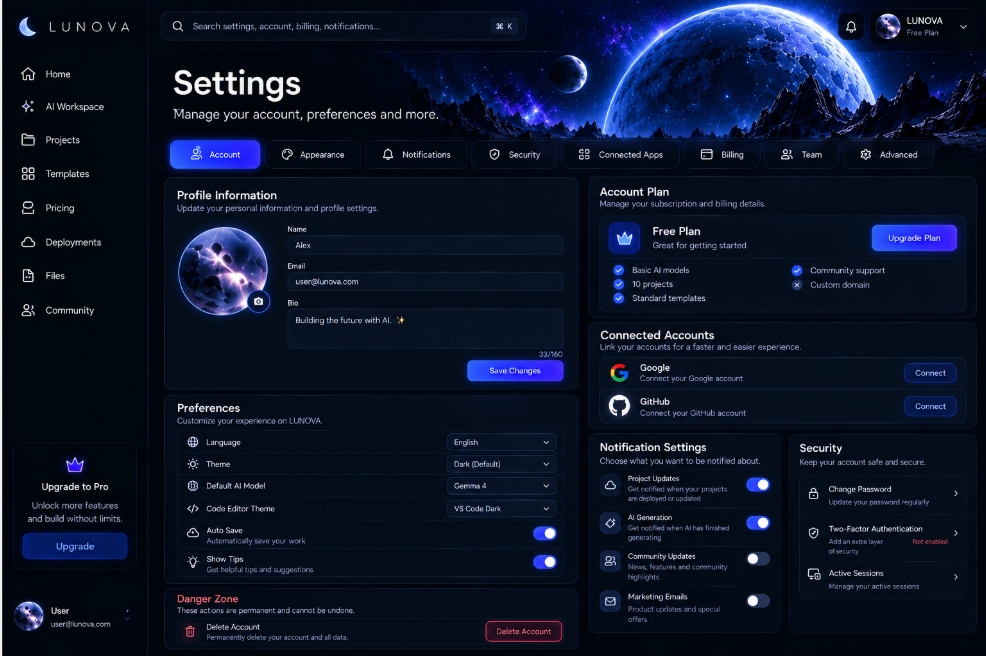 LUNOVA
Search settings, account, billing, notifications...
⌘ K
LUNOVA
Free Plan
Home
AI Workspace
Projects
Templates
Pricing
Deployments
Files
Community
Upgrade to Pro
Unlock more features
and build without limits.
Upgrade
User
user@lunova.com
Settings
Manage your account, preferences and more.
Account
Appearance
Notifications
Security
Connected Apps
Billing
Team
Advanced
Profile Information
Update your personal information and profile settings.
Name
Alex
Email
user@lunova.com
Bio
Building the future with AI. ✨
33/160
Save Changes
Preferences
Customize your experience on LUNOVA.
Language
English
Theme
Dark (Default)
Default AI Model
Gemma 4
Code Editor Theme
VS Code Dark
Auto Save
Automatically save your work
Show Tips
Get helpful tips and suggestions
Danger Zone
These actions are permanent and cannot be undone.
Delete Account
Permanently delete your account and all data.
Delete Account
Account Plan
Manage your subscription and billing details.
Free Plan
Great for getting started
Upgrade Plan
Basic AI models
10 projects
Standard templates
Community support
Custom domain
Connected Accounts
Link your accounts for a faster and easier experience.
Google
Connect your Google account
Connect
GitHub
Connect your GitHub account
Connect
Notification Settings
Choose what you want to be notified about.
Project Updates
Get notified when your projects
are deployed or updated
AI Generation
Get notified when AI has finished
generating
Community Updates
News, features and community
highlights
Marketing Emails
Product updates and special
offers
Security
Keep your account safe and secure.
Change Password
Update your password regularly
Two-Factor Authentication
Add an extra layer
of security
Not enabled
Active Sessions
Manage your active sessions